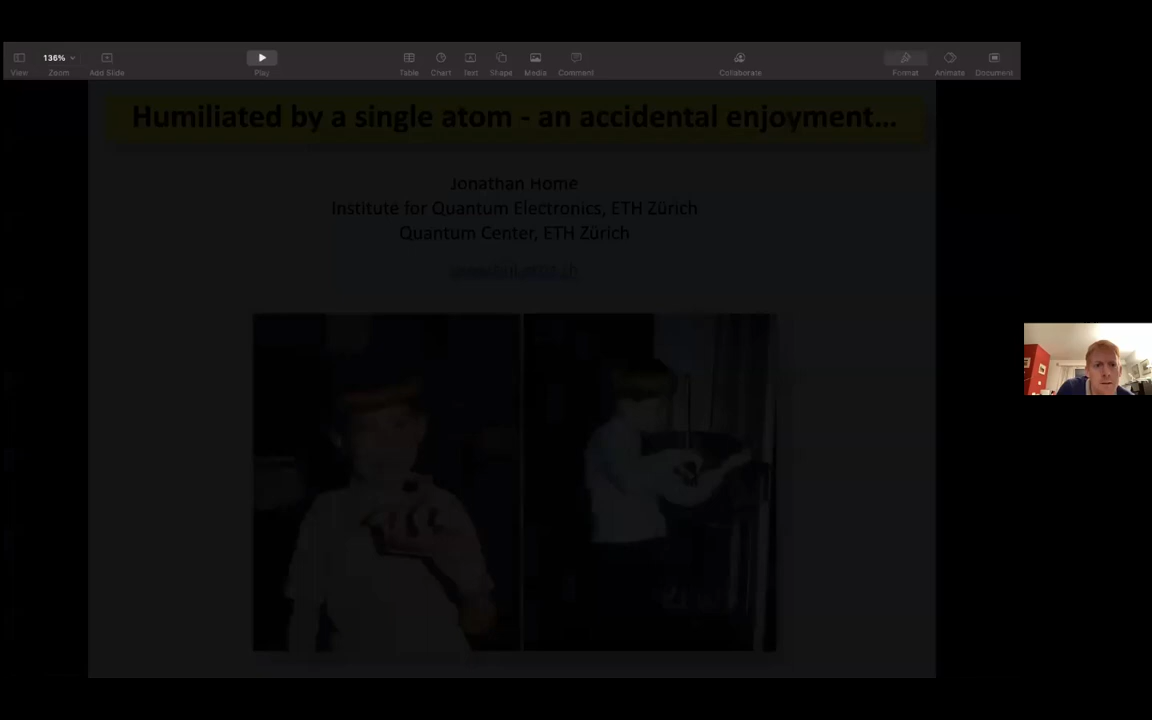 136%
View
Zoom
Add Slide
Play
Table
Chart
Text
Shape
Media
Comment
Collaborate
Format
Animate
Document
Humiliated by a single atom - an accidental enjoyment...
Jonathan Home
Institute for Quantum Electronics, ETH Zürich
Quantum Center, ETH Zürich